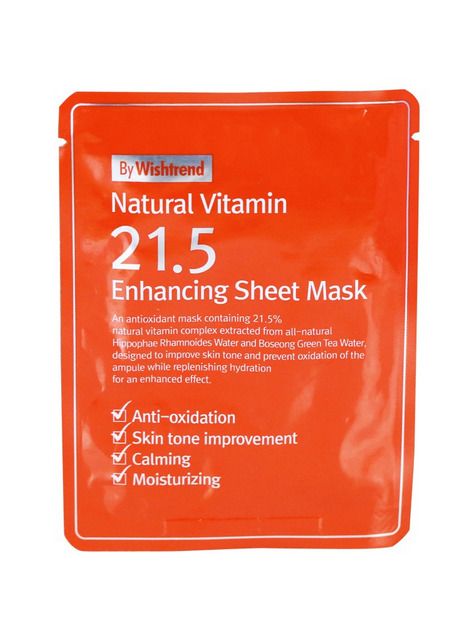 By Wishtrend
Natural Vitamin
21.5
Enhancing Sheet Mask
An antioxidant mask containing 21.5%
natural vitamin complex extracted from all-natural
Hippophae Rhamnoides Water and Boseong Green Tea Water,
designed to improve skin tone and prevent oxidation of the
ampule while replenishing hydration
for an enhanced effect.
Anti-oxidation
Skin tone improvement
Calming
Moisturizing